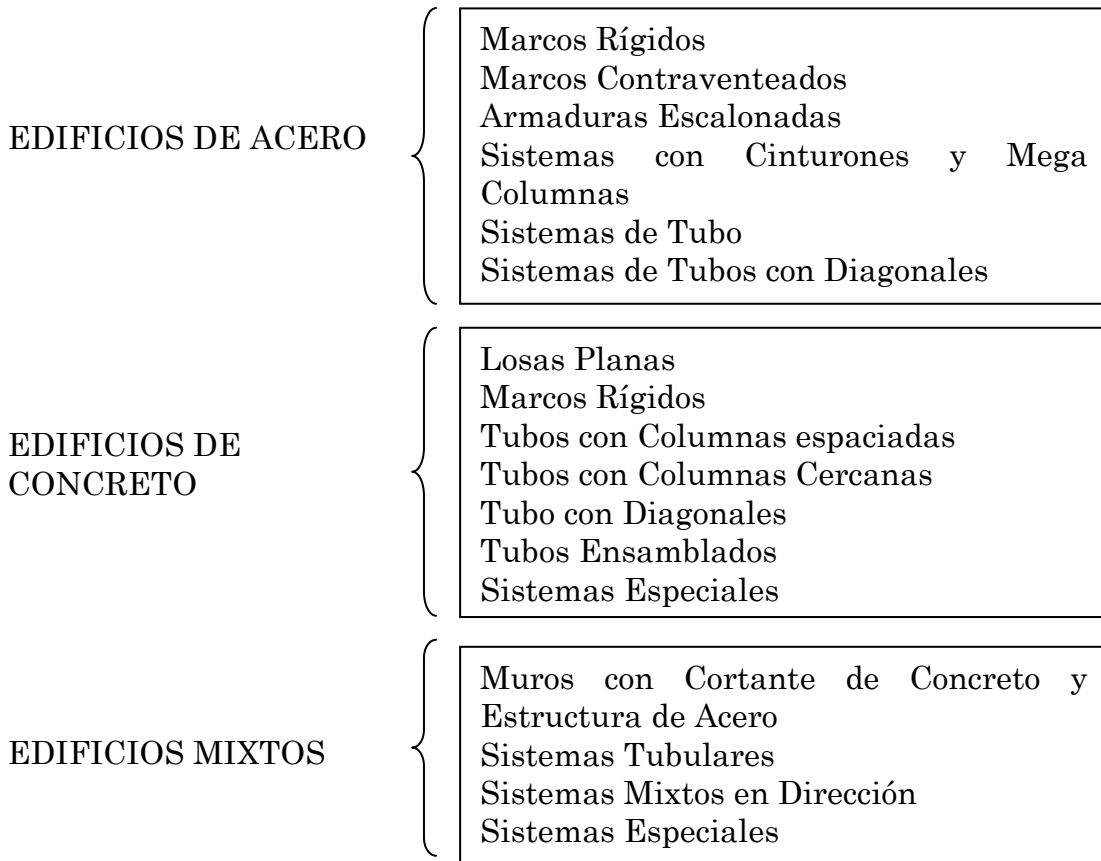 EDIFICIOS DE ACERO
Marcos Rígidos
Marcos Contraventeados
Armaduras Escalonadas
Sistemas con Cinturones y Mega
Columnas
Sistemas de Tubo
Sistemas de Tubos con Diagonales
EDIFICIOS DE
CONCRETO
Losas Planas
Marcos Rígidos
Tubos con Columnas espaciadas
Tubos con Columnas Cercanas
Tubo con Diagonales
Tubos Ensamblados
Sistemas Especiales
EDIFICIOS MIXTOS
Muros con Cortante de Concreto y
Estructura de Acero
Sistemas Tubulares
Sistemas Mixtos en Dirección
Sistemas Especiales